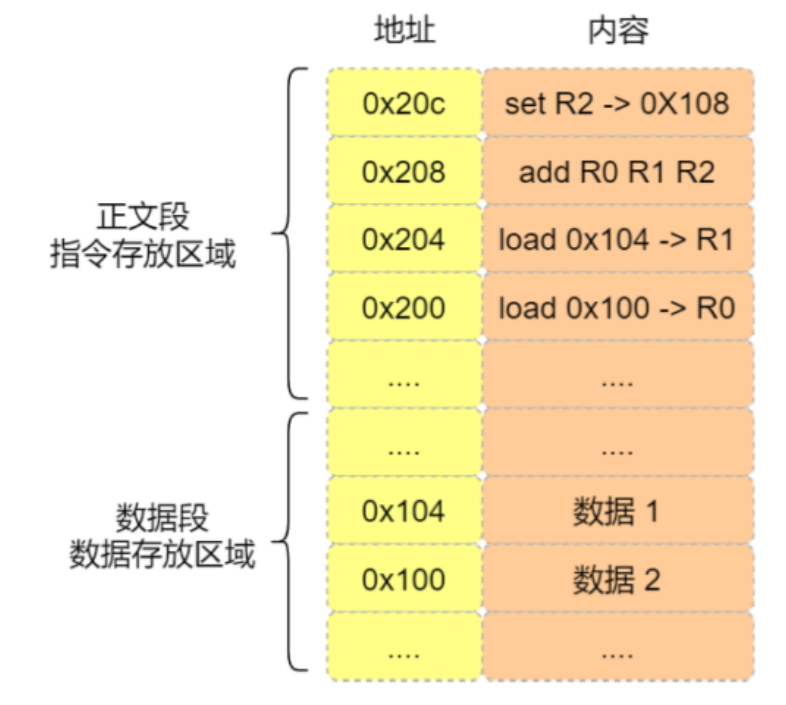 地址 内容
0x20c set R2 -> 0X108
0x208 add R0 R1 R2
正文段
指令存放区域
0x204 load 0x104 -> R1
0x200 load 0x100 -> R0
.... ....
.... ....
数据段
数据存放区域
0x104 数据 1
0x100 数据 2
.... ....